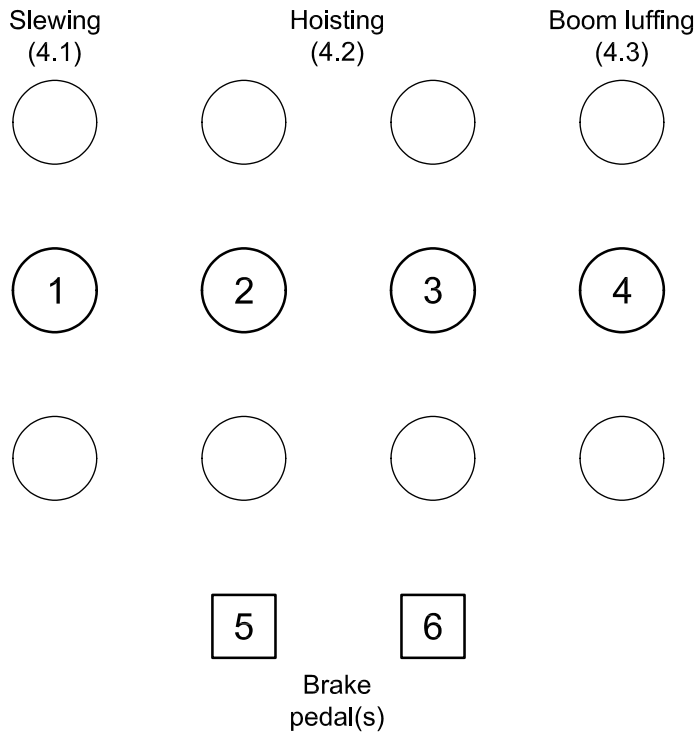 Slewing
(4.1)
Hoisting
(4.2)
Boom luffing
(4.3)
1
2
3
4
5
6
Brake
pedal(s)